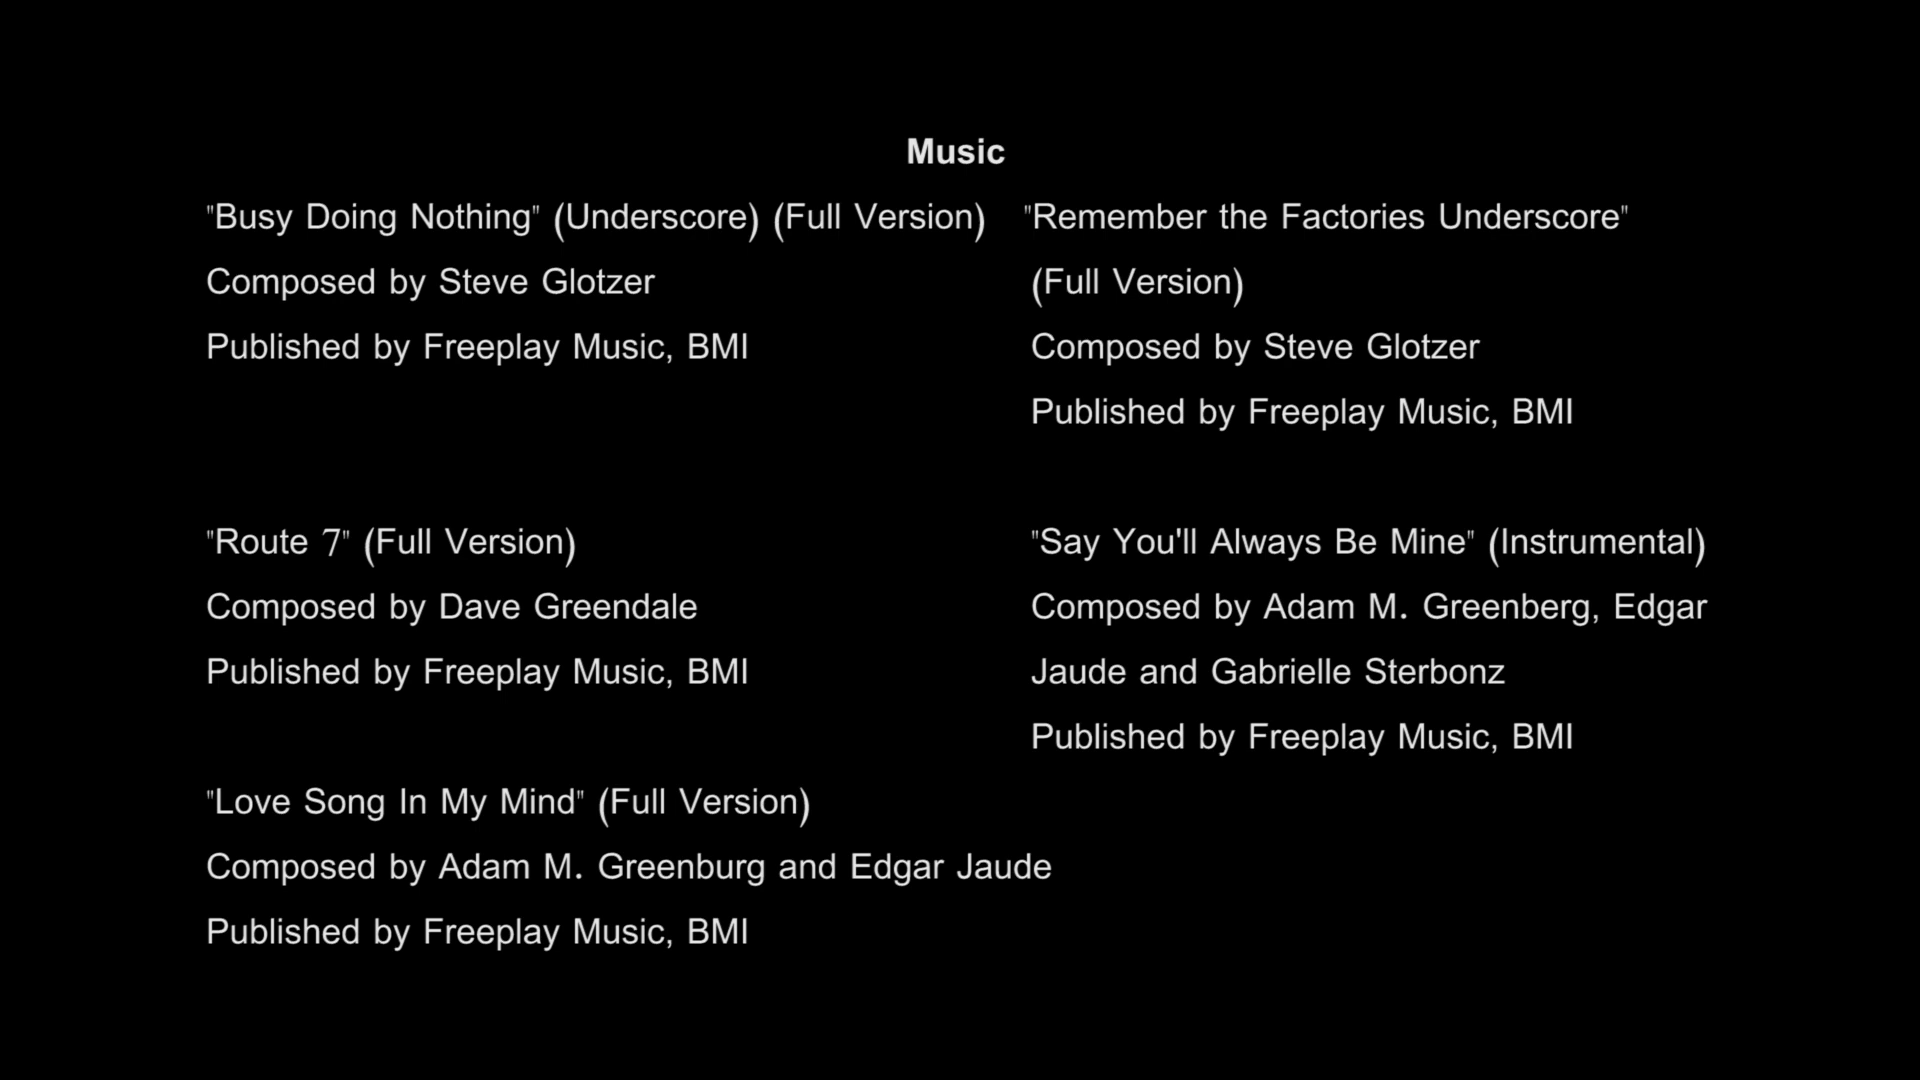 Music
"Busy Doing Nothing" (Underscore) (Full Version)
Composed by Steve Glotzer
Published by Freeplay Music, BMI
"Remember the Factories Underscore"
(Full Version)
Composed by Steve Glotzer
Published by Freeplay Music, BMI
"Route 7" (Full Version)
Composed by Dave Greendale
Published by Freeplay Music, BMI
"Say You'll Always Be Mine" (Instrumental)
Composed by Adam M. Greenberg, Edgar
Jaude and Gabrielle Sterbonz
Published by Freeplay Music, BMI
"Love Song In My Mind" (Full Version)
Composed by Adam M. Greenburg and Edgar Jaude
Published by Freeplay Music, BMI